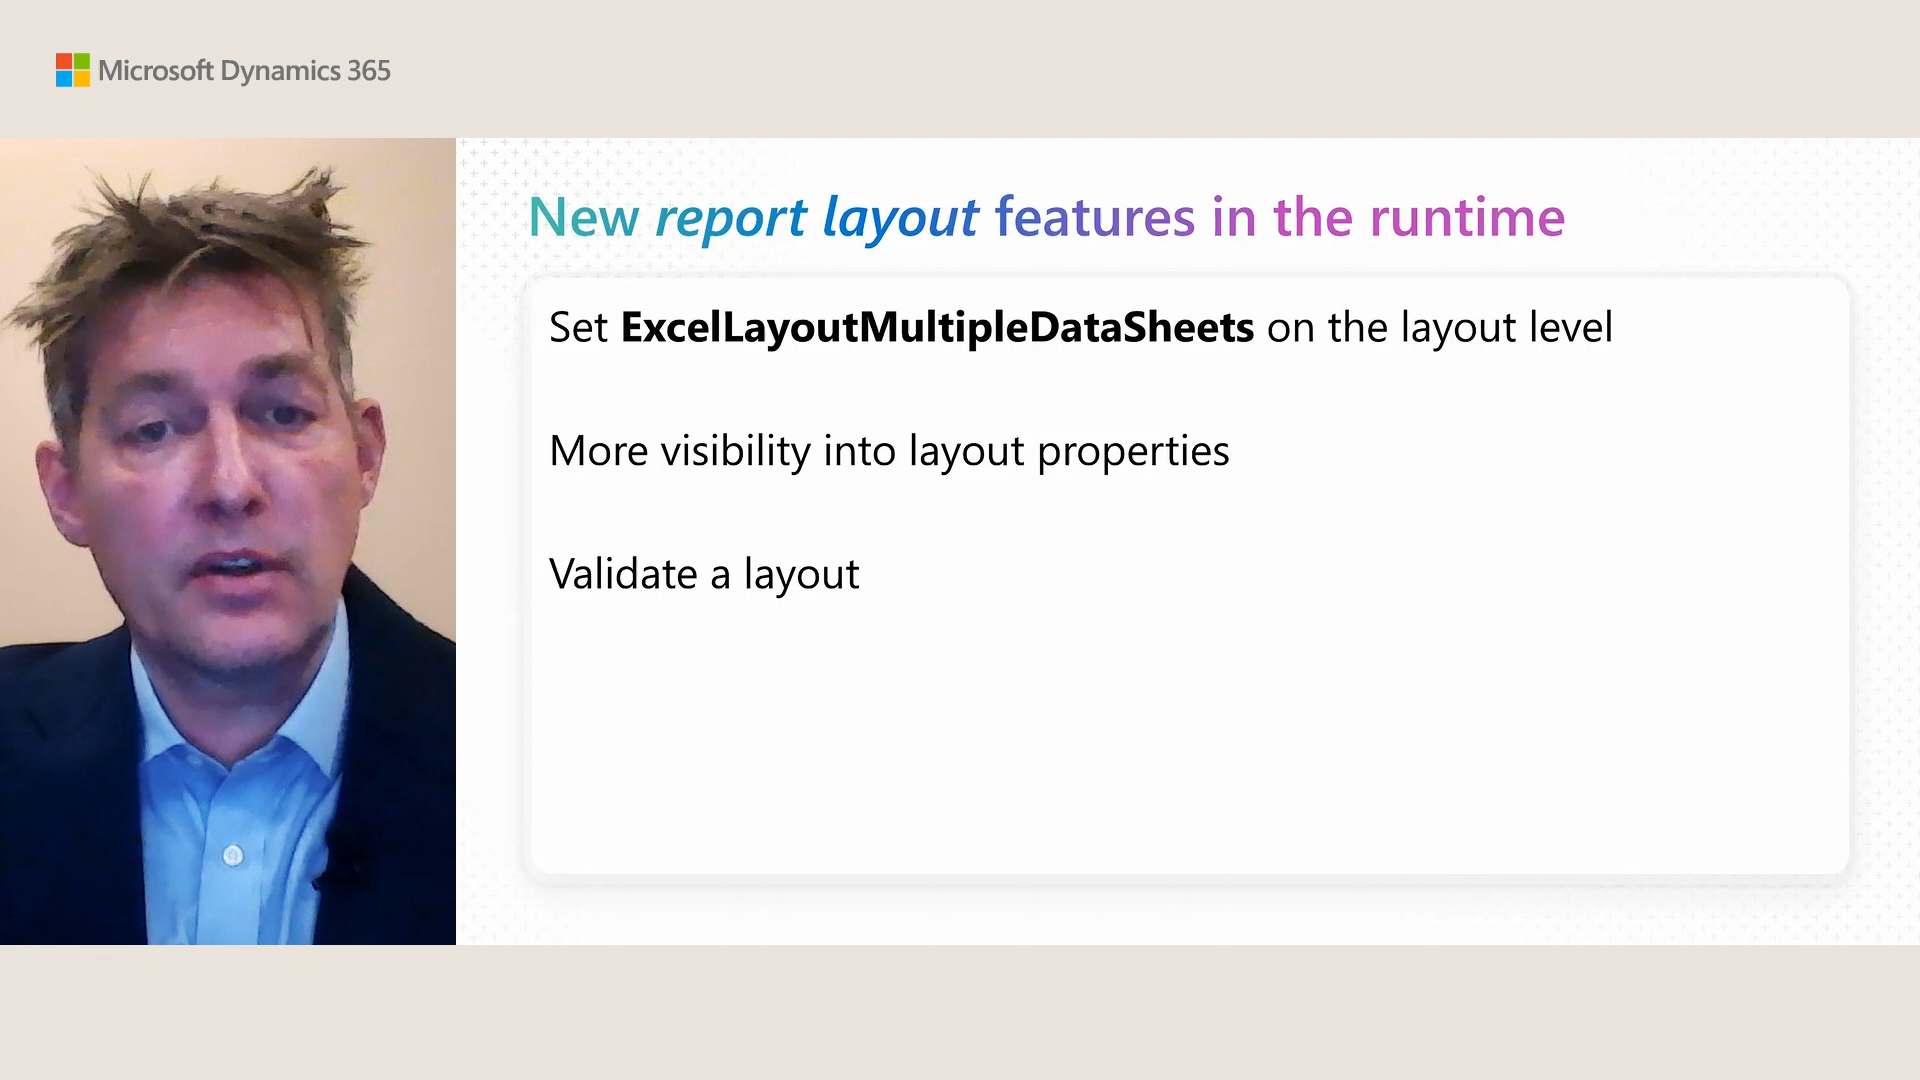 Microsoft Dynamics 365
New report layout features in the runtime
Set ExcelLayoutMultipleDataSheets on the layout level
More visibility into layout properties
Validate a layout